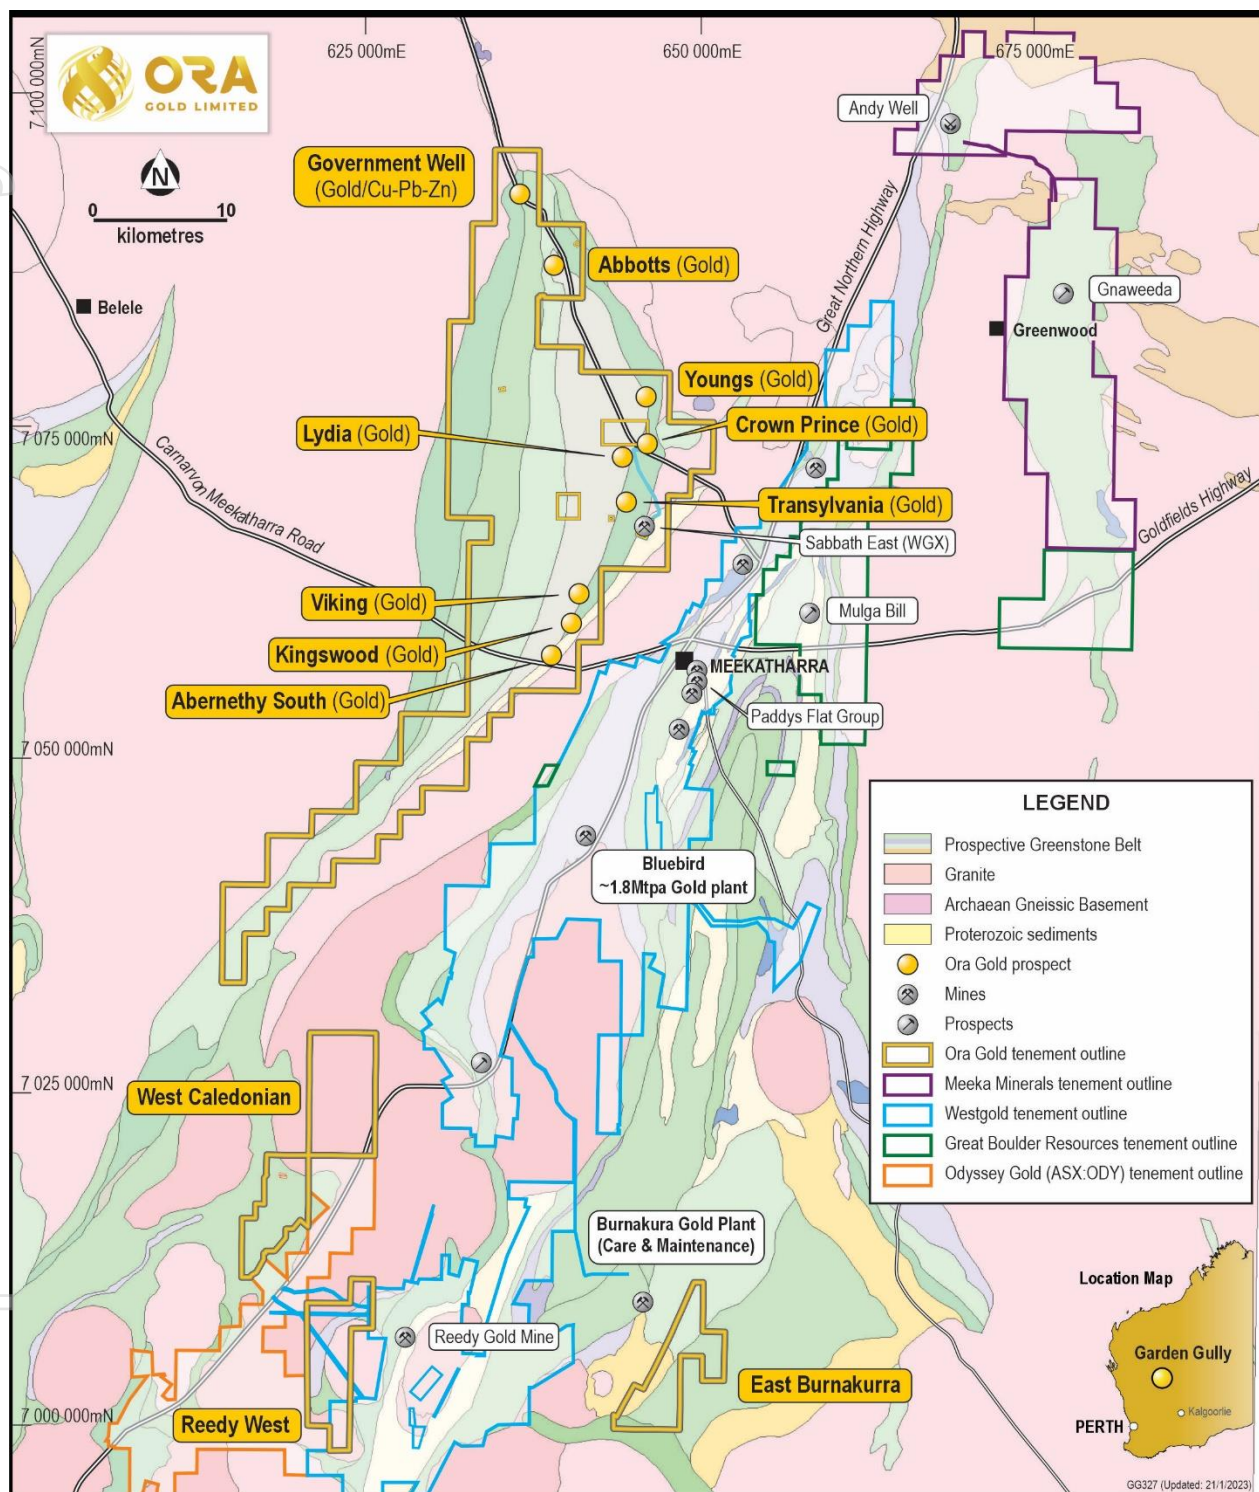 625 000mE
650 000mE
675 000mE
7 100 000mN
ORA
GOLD LIMITED
Andy Well
Government Well
(Gold/Cu-Pb-Zn)
N
0 10
kilometres
Great Northern Highway
Abbotts (Gold)
Gnaweeda
Belele
Greenwood
Youngs (Gold)
7 075 000mN
Lydia (Gold)
Crown Prince (Gold)
Carnarvon Meekatharra Road
Goldfields Highway
Transylvania (Gold)
Sabbath East (WGX)
Viking (Gold)
Mulga Bill
Kingswood (Gold)
MEEKATHARRA
Abernethy South (Gold)
Paddys Flat Group
7 050 000mN
LEGEND
Prospective Greenstone Belt
Granite
Archaean Gneissic Basement
Proterozoic sediments
Ora Gold prospect
Mines
Prospects
Ora Gold tenement outline
Meeka Minerals tenement outline
Westgold tenement outline
Great Boulder Resources tenement outline
Odyssey Gold (ASX:ODY) tenement outline
Bluebird
~1.8Mtpa Gold plant
7 025 000mN
West Caledonian
Burnakura Gold Plant
(Care & Maintenance)
Reedy Gold Mine
East Burnakurra
7 000 000mN
Reedy West
Location Map
Garden Gully
Kalgoorlie
PERTH
GG327 (Updated: 21/1/2023)